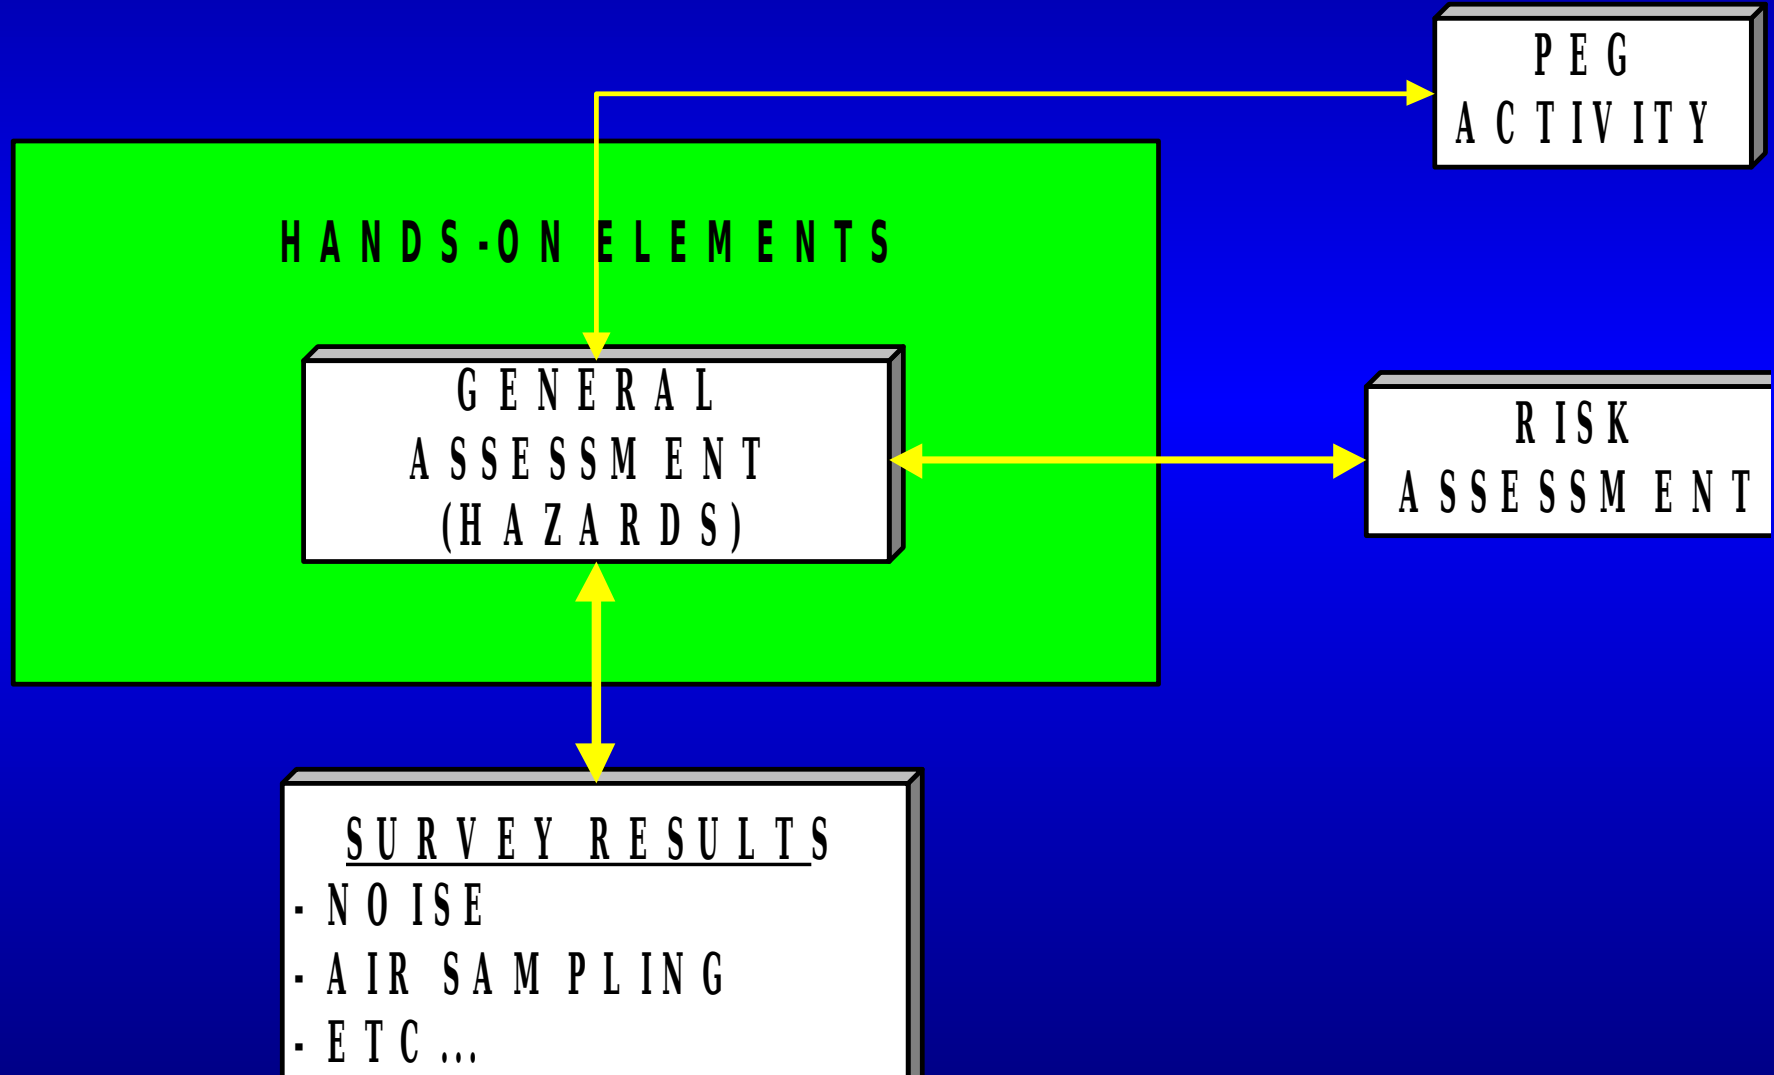 PEG
ACTIVITY
HANDS-ON ELEMENTS
GENERAL
ASSESSMENT
(HAZARDS)
RISK
ASSESSMENT
SURVEY RESULTS
- NOISE
- AIR SAMPLING
- ETC...